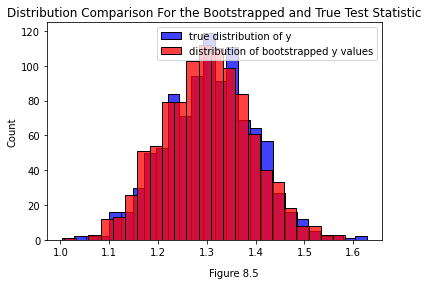 Distribution Comparison For the Bootstrapped and True Test Statistic
true distribution of y
distribution of bootstrapped y values
120
100
80
60
40
20
0
Count
1.0 1.1 1.2 1.3 1.4 1.5 1.6
Figure 8.5